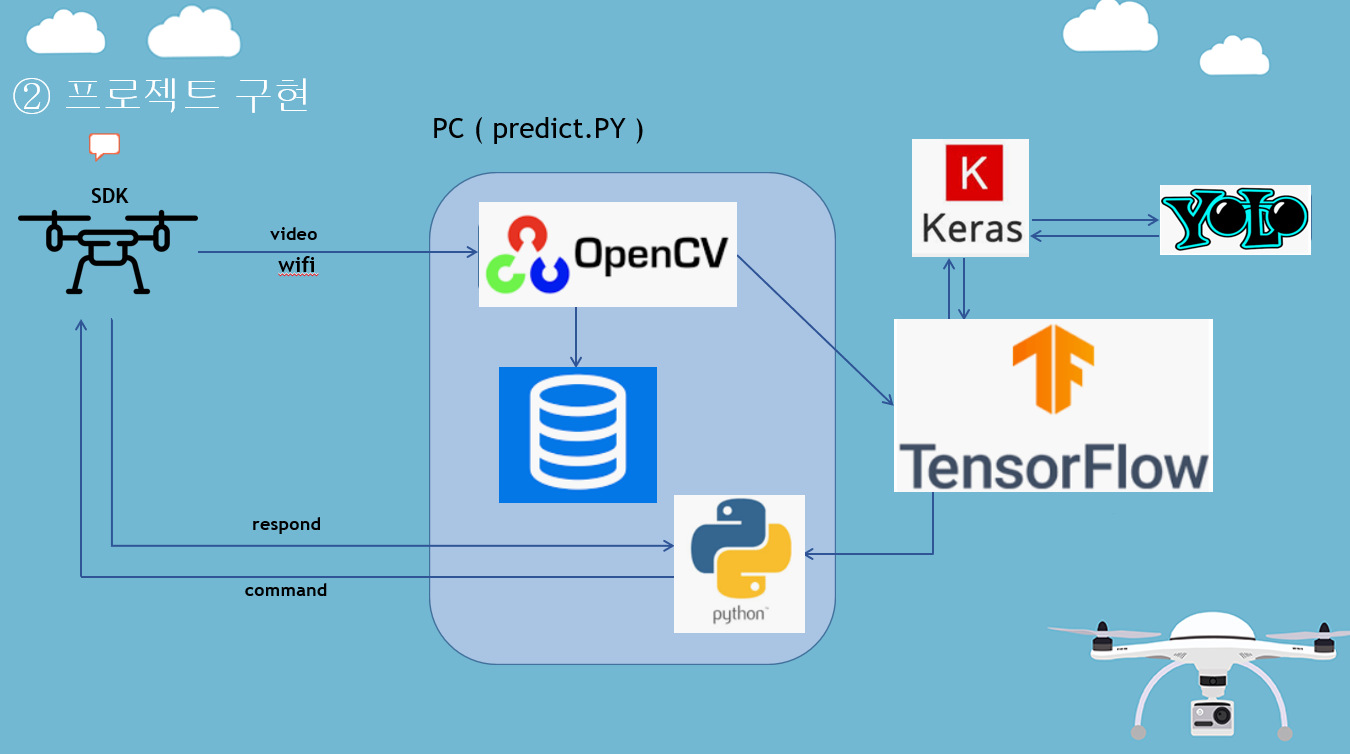 ② 프로젝트 구현
PC ( predict.PY )
SDK
video
wifi
OpenCV
K
Keras
YOLO
TensorFlow
respond
command
python™